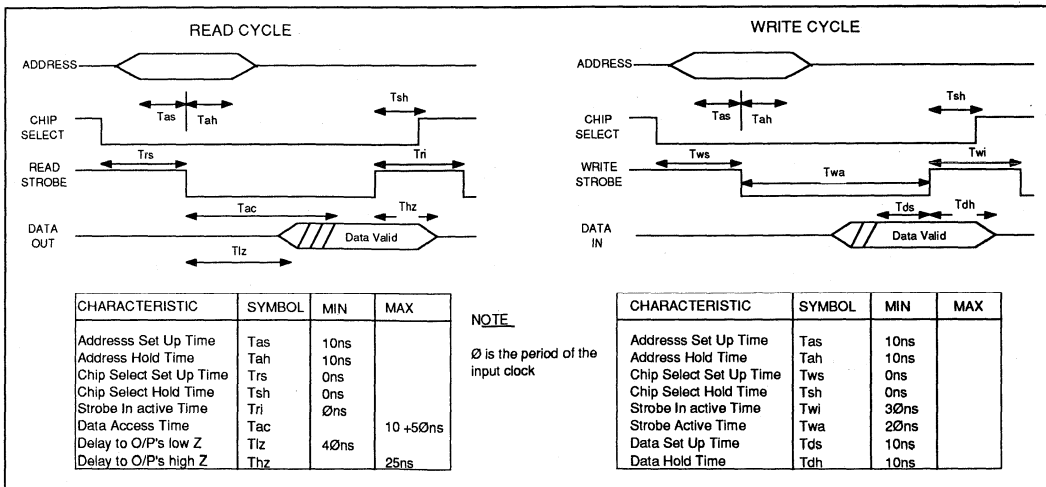 READ CYCLE
ADDRESS
Tas
Tah
Tsh
CHIP
SELECT
Trs
Tri
READ
STROBE
Tac
Thz
DATA
OUT
Data Valid
Tlz
CHARACTERISTIC SYMBOL MIN MAX
Addresss Set Up Time Tas 10ns
Address Hold Time Tah 10ns
Chip Select Set Up Time Trs 0ns
Chip Select Hold Time Tsh 0ns
Strobe In active Time Tri Øns
Data Access Time Tac 10 +5Øns
Delay to O/P's low Z Tlz 4Øns
Delay to O/P's high Z Thz 25ns
NOTE
Ø is the period of the
input clock
WRITE CYCLE
ADDRESS
Tas
Tah
Tsh
CHIP
SELECT
Tws
Twi
WRITE
STROBE
Twa
Tds
Tdh
DATA
IN
Data Valid
CHARACTERISTIC SYMBOL MIN MAX
Addresss Set Up Time Tas 10ns
Address Hold Time Tah 10ns
Chip Select Set Up Time Tws 0ns
Chip Select Hold Time Tsh 0ns
Strobe In active Time Twi 3Øns
Strobe Active Time Twa 2Øns
Data Set Up Time Tds 10ns
Data Hold Time Tdh 10ns